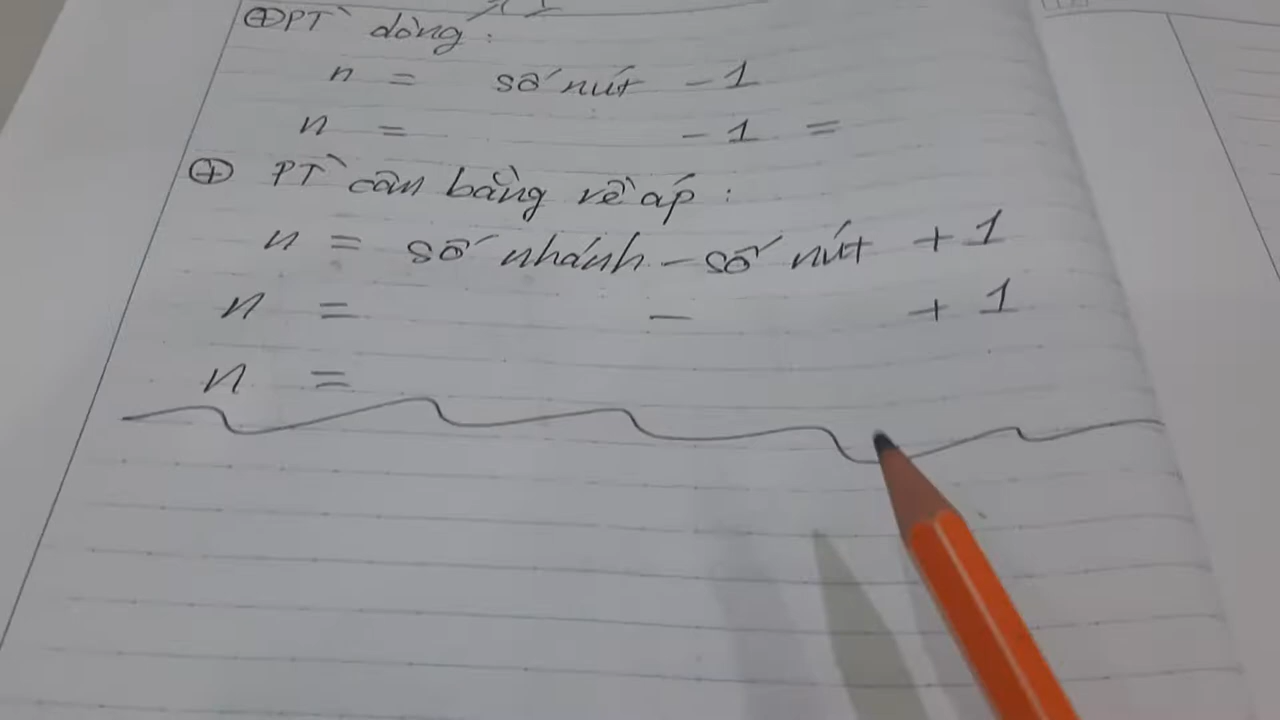 ⊕ PT dòng :
n = số nút - 1
n = - 1 =
⊕ PT cân bằng về áp :
n = số nhánh - số nút + 1
n = - + 1
n =